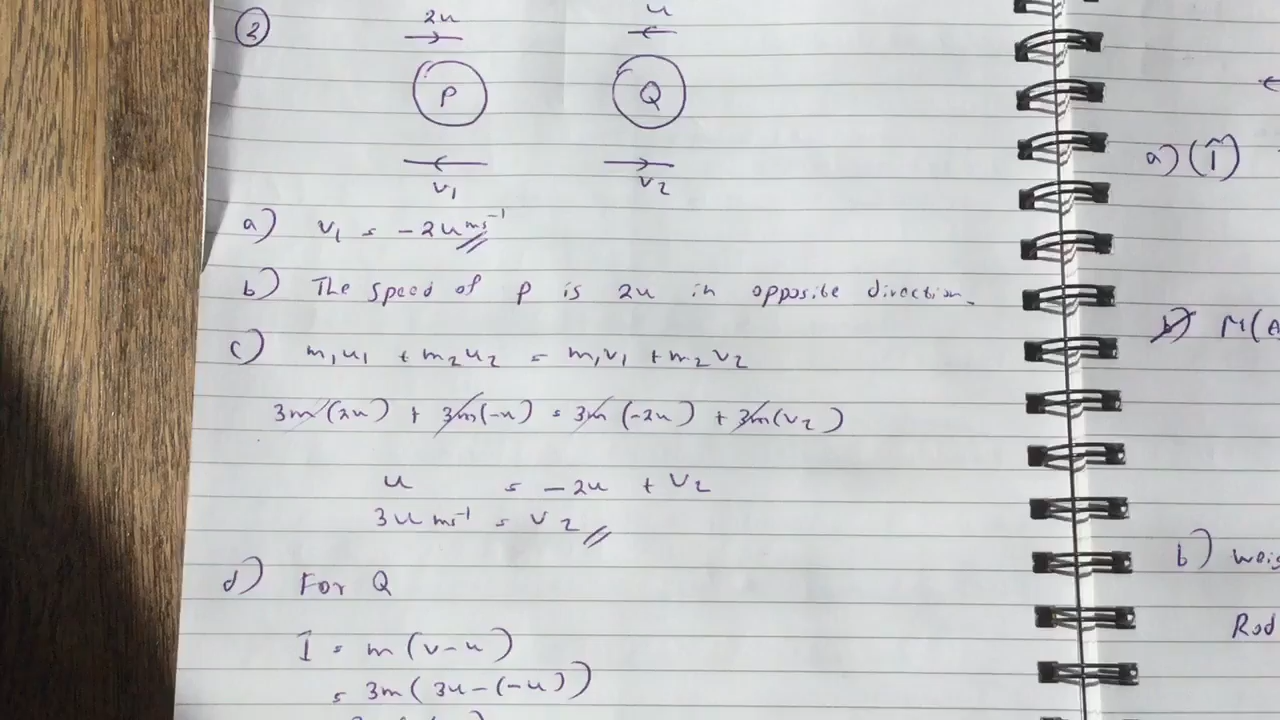 2
2u
u
P
Q
v1
v2
a) v1 = -2u ms-1
b) The speed of P is 2u in opposite direction.
c) m1u1 + m2u2 = m1v1 + m2v2
3m(2u) + 3m(-u) = 3m(-2u) + 3m(v2)
u = -2u + v2
3u ms-1 = v2
d) For Q
I = m(v-u)
= 3m(3u-(-u))
a)
b) M(
b)
Rod